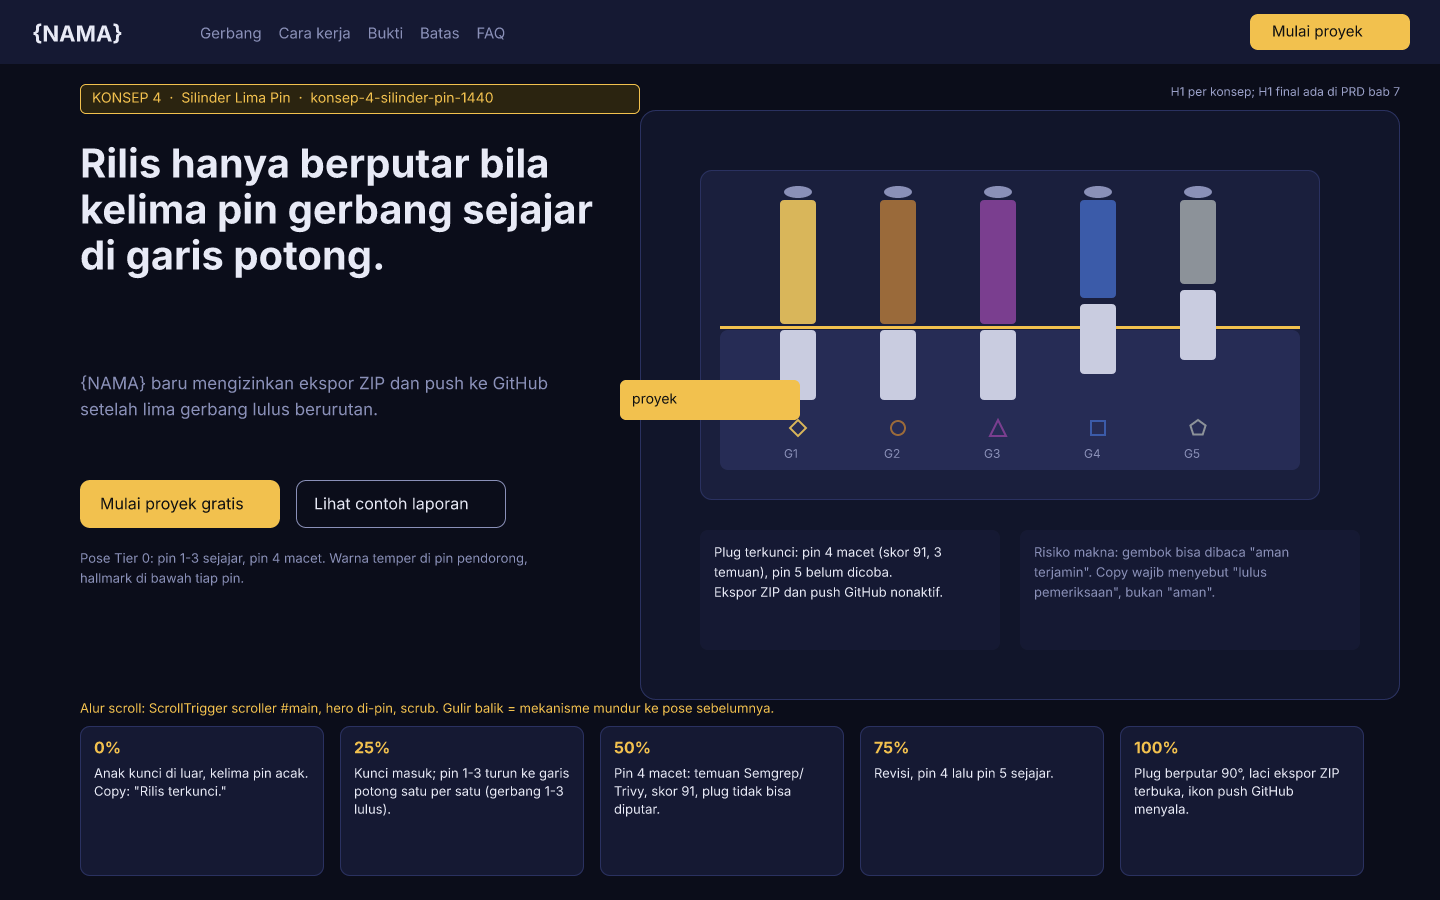 {NAMA}
Gerbang
Cara kerja
Bukti
Batas
FAQ
Mulai proyek
KONSEP 4 · Silinder Lima Pin · konsep-4-silinder-pin-1440
H1 per konsep; H1 final ada di PRD bab 7
Rilis hanya berputar bila
kelima pin gerbang sejajar
di garis potong.
{NAMA} baru mengizinkan ekspor ZIP dan push ke GitHub
setelah lima gerbang lulus berurutan.
Mulai proyek gratis
Lihat contoh laporan
Pose Tier 0: pin 1-3 sejajar, pin 4 macet. Warna temper di pin pendorong,
hallmark di bawah tiap pin.
proyek
G1
G2
G3
G4
G5
Plug terkunci: pin 4 macet (skor 91, 3
temuan), pin 5 belum dicoba.
Ekspor ZIP dan push GitHub nonaktif.
Risiko makna: gembok bisa dibaca "aman
terjamin". Copy wajib menyebut "lulus
pemeriksaan", bukan "aman".
Alur scroll: ScrollTrigger scroller #main, hero di-pin, scrub. Gulir balik = mekanisme mundur ke pose sebelumnya.
0%
Anak kunci di luar, kelima pin acak.
Copy: "Rilis terkunci."
25%
Kunci masuk; pin 1-3 turun ke garis
potong satu per satu (gerbang 1-3
lulus).
50%
Pin 4 macet: temuan Semgrep/
Trivy, skor 91, plug tidak bisa
diputar.
75%
Revisi, pin 4 lalu pin 5 sejajar.
100%
Plug berputar 90°, laci ekspor ZIP
terbuka, ikon push GitHub
menyala.